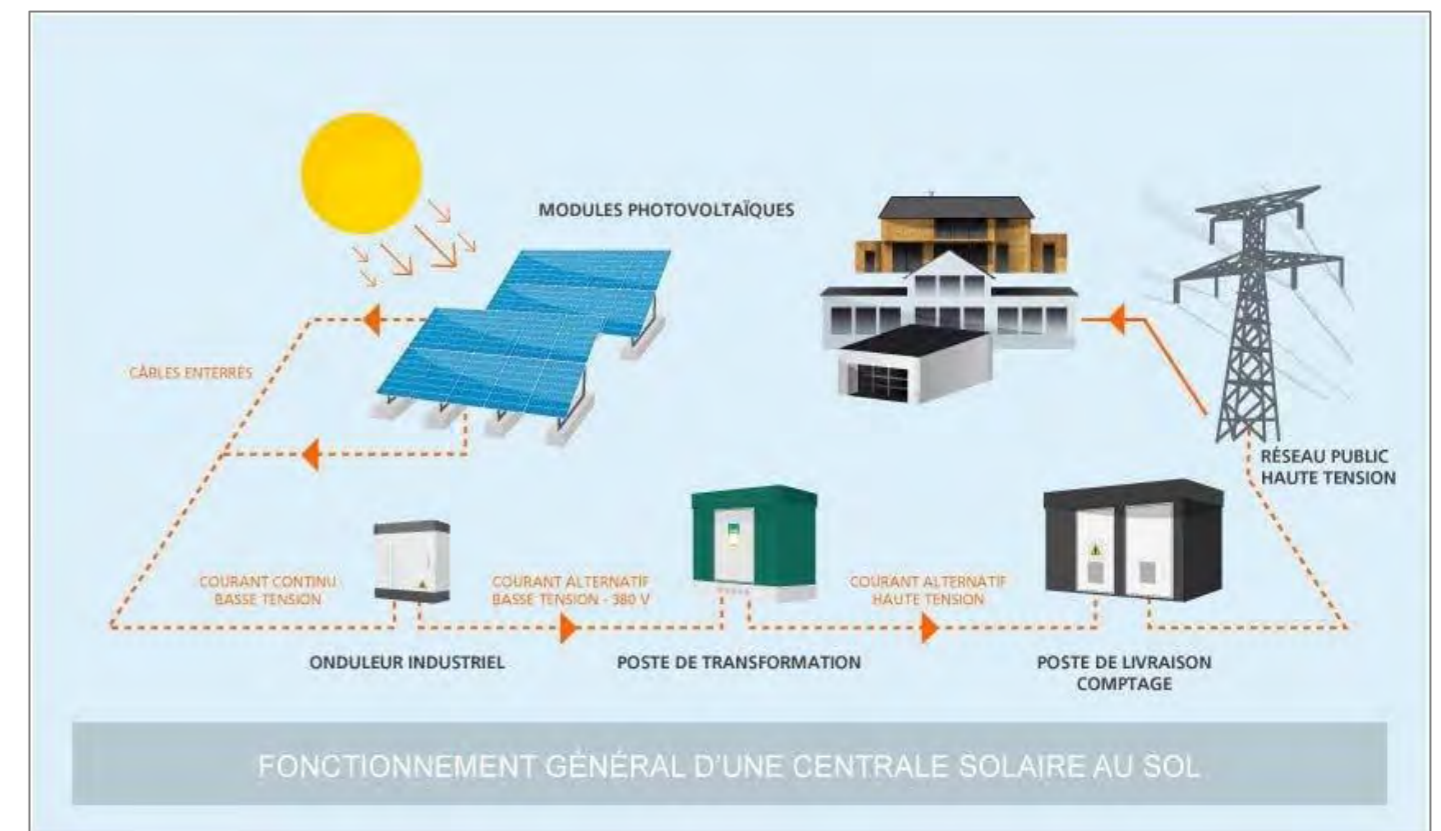 MODULES PHOTOVOLTAÏQUES
CÂBLES ENTERRÉS
RÉSEAU PUBLIC
HAUTE TENSION
COURANT CONTINU
BASSE TENSION
COURANT ALTERNATIF
BASSE TENSION - 380 V
COURANT ALTERNATIF
HAUTE TENSION
ONDULEUR INDUSTRIEL
POSTE DE TRANSFORMATION
POSTE DE LIVRAISON
COMPTAGE
FONCTIONNEMENT GÉNÉRAL D'UNE CENTRALE SOLAIRE AU SOL